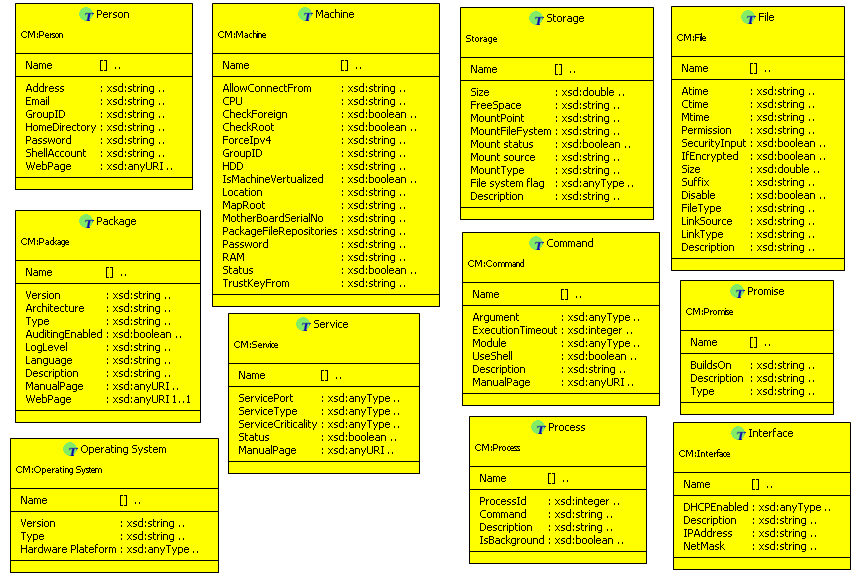 Person
CM:Person
Name [] ..
Address : xsd:string ..
Email : xsd:string ..
GroupID : xsd:string ..
HomeDirectory : xsd:string ..
Password : xsd:string ..
ShellAccount : xsd:string ..
WebPage : xsd:anyURI ..
Package
CM:Package
Name [] ..
Version : xsd:string ..
Architecture : xsd:string ..
Type : xsd:string ..
AuditingEnabled : xsd:boolean ..
LogLevel : xsd:string ..
Language : xsd:string ..
Description : xsd:string ..
ManualPage : xsd:anyURI ..
WebPage : xsd:anyURI 1..1
Operating System
CM:Operating System
Name [] ..
Version : xsd:string ..
Type : xsd:string ..
Hardware Plateform : xsd:anyType ..
Machine
CM:Machine
Name [] ..
AllowConnectFrom : xsd:string ..
CPU : xsd:string ..
CheckForeign : xsd:boolean ..
CheckRoot : xsd:boolean ..
ForceIpv4 : xsd:string ..
GroupID : xsd:string ..
HDD : xsd:string ..
IsMachineVertualized : xsd:boolean ..
Location : xsd:string ..
MapRoot : xsd:string ..
MotherBoardSerialNo : xsd:string ..
PackageFileRepositories : xsd:string ..
Password : xsd:string ..
RAM : xsd:string ..
Status : xsd:boolean ..
TrustKeyFrom : xsd:string ..
Service
CM:Service
Name [] ..
ServicePort : xsd:anyType ..
ServiceType : xsd:anyType ..
ServiceCriticality : xsd:anyType ..
Status : xsd:boolean ..
ManualPage : xsd:anyURI ..
Storage
Storage
Name [] ..
Size : xsd:double ..
FreeSpace : xsd:string ..
MountPoint : xsd:string ..
MountFileFystem : xsd:string ..
Mount status : xsd:boolean ..
Mount source : xsd:string ..
MountType : xsd:string ..
File system flag : xsd:anyType ..
Description : xsd:string ..
Command
CM:Command
Name [] ..
Argument : xsd:anyType ..
ExecutionTimeout : xsd:integer ..
Module : xsd:anyType ..
UseShell : xsd:boolean ..
Description : xsd:string ..
ManualPage : xsd:anyURI ..
Process
CM:Process
Name [] ..
ProcessId : xsd:integer ..
Command : xsd:string ..
Description : xsd:string ..
IsBackground : xsd:boolean ..
File
CM:File
Name [] ..
Atime : xsd:string ..
Ctime : xsd:string ..
Mtime : xsd:string ..
Permission : xsd:string ..
SecurityInput : xsd:boolean ..
IfEncrypted : xsd:boolean ..
Size : xsd:double ..
Suffix : xsd:string ..
Disable : xsd:boolean ..
FileType : xsd:string ..
LinkSource : xsd:string ..
LinkType : xsd:string ..
Description : xsd:string ..
Promise
CM:Promise
Name [] ..
BuildsOn : xsd:string ..
Description : xsd:string ..
Type : xsd:string ..
Interface
CM:Interface
Name [] ..
DHCPEnabled : xsd:anyType ..
Description : xsd:string ..
IPAddress : xsd:string ..
NetMask : xsd:string ..